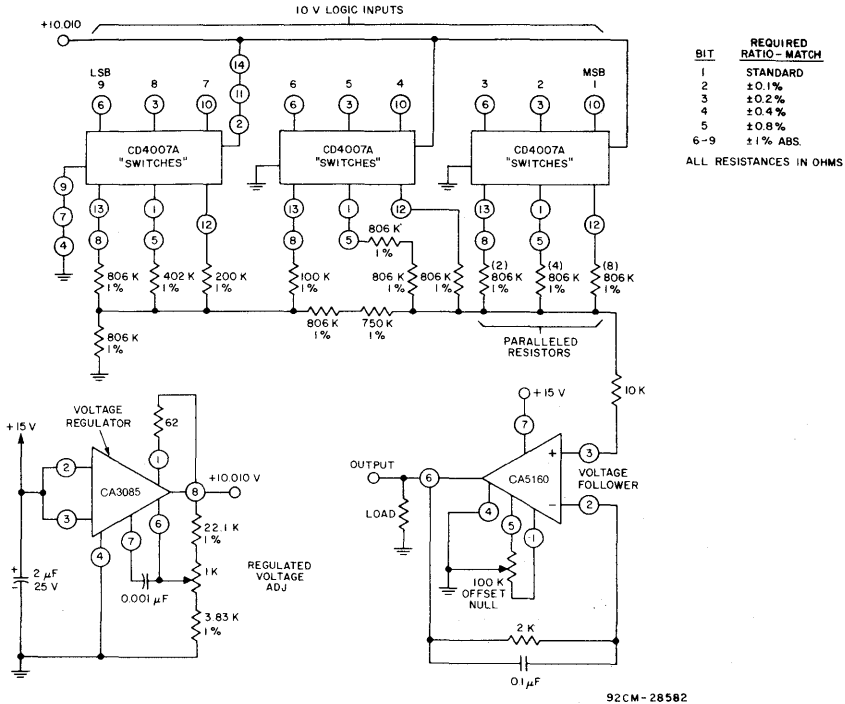 10 V LOGIC INPUTS
+10.010
LSB
9 8 7
6 5 4
3 2
MSB
1
14
11
2
6 3 10
6 3 10
6 3 10
CD4007A
"SWITCHES"
CD4007A
"SWITCHES"
CD4007A
"SWITCHES"
9
7
4
13 1 12
8 5
13 1 12
8 5
13 1 12
8 5
806 K
1%
806 K
1%
402 K
1%
200 K
1%
100 K
1%
806 K
1%
806 K
1%
(2)
806 K
1%
(4)
806 K
1%
(8)
806 K
1%
806 K
1%
750 K
1%
806 K
1%
PARALLELED
RESISTORS
BIT
REQUIRED
RATIO-MATCH
1 STANDARD
2 ±0.1%
3 ±0.2%
4 ±0.4%
5 ±0.8%
6-9 ±1% ABS.
ALL RESISTANCES IN OHMS
10 K
VOLTAGE
REGULATOR
+15 V
62
1
2
3
CA3085
8
+10.010 V
4
7
6
22.1 K
1%
1K
REGULATED
VOLTAGE
ADJ
0.001 µF
3.83 K
1%
+
-
2 µF
25 V
+15 V
7
OUTPUT
6
CA5160
+
-
3
VOLTAGE
FOLLOWER
2
LOAD
4
5
1
100 K
OFFSET
NULL
2 K
0.1 µF
92CM-28582